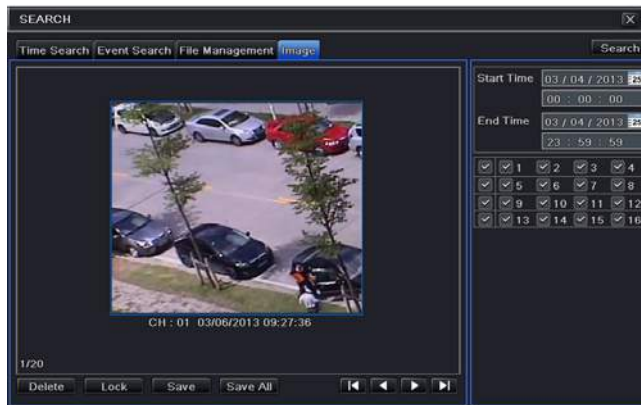 SEARCH
Time Search Event Search File Management Image
Search
Start Time 03 / 04 / 2013
00 : 00 : 00
End Time 03 / 04 / 2013
23 : 59 : 59
1 2 3 4
5 6 7 8
9 10 11 12
13 14 15 16
CH : 01 03/06/2013 09:27:36
1/20
Delete Lock Save Save All